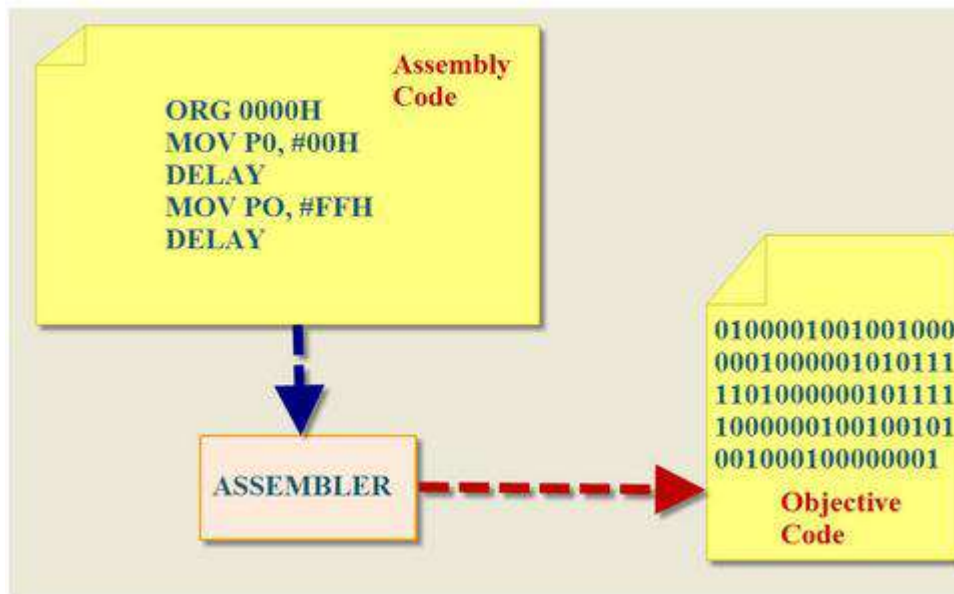 Assembly
Code
ORG 0000H
MOV P0, #00H
DELAY
MOV PO, #FFH
DELAY
ASSEMBLER
0100001001001000
0001000001010111
1101000000101111
1000000100100101
001000100000001
Objective
Code